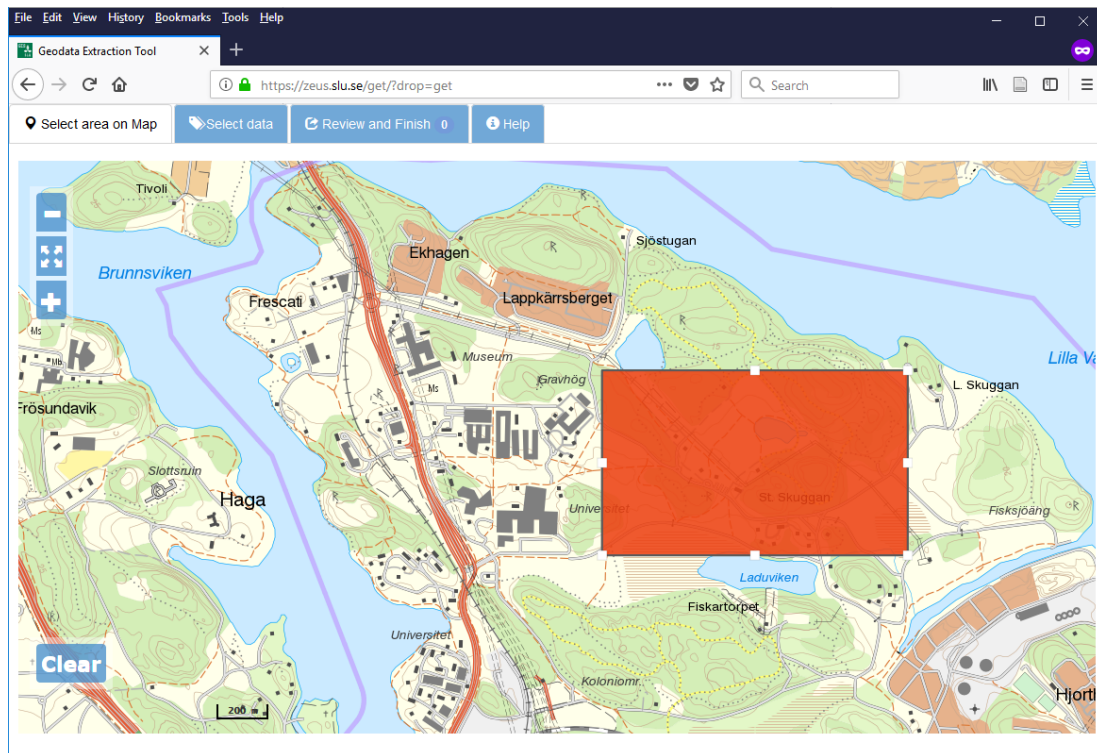 File Edit View History Bookmarks Tools Help
Geodata Extraction Tool
https://zeus.slu.se/get/?drop=get
Search
Select area on Map
Select data
Review and Finish 0
Help
Tivoli
Sjöstugan
Ekhagen
Brunnsviken
Lappkärrsberget
Frescati
Ms
Museum
Lilla Va
Mb
Ms
Gravhög
L. Skuggan
Frösundavik
Slottsruin
Haga
St. Skuggan
Universitet
Fisksjöäng
Laduviken
Fiskartorpet
Universitet
Clear
Koloniomr.
Hjorth
200 m